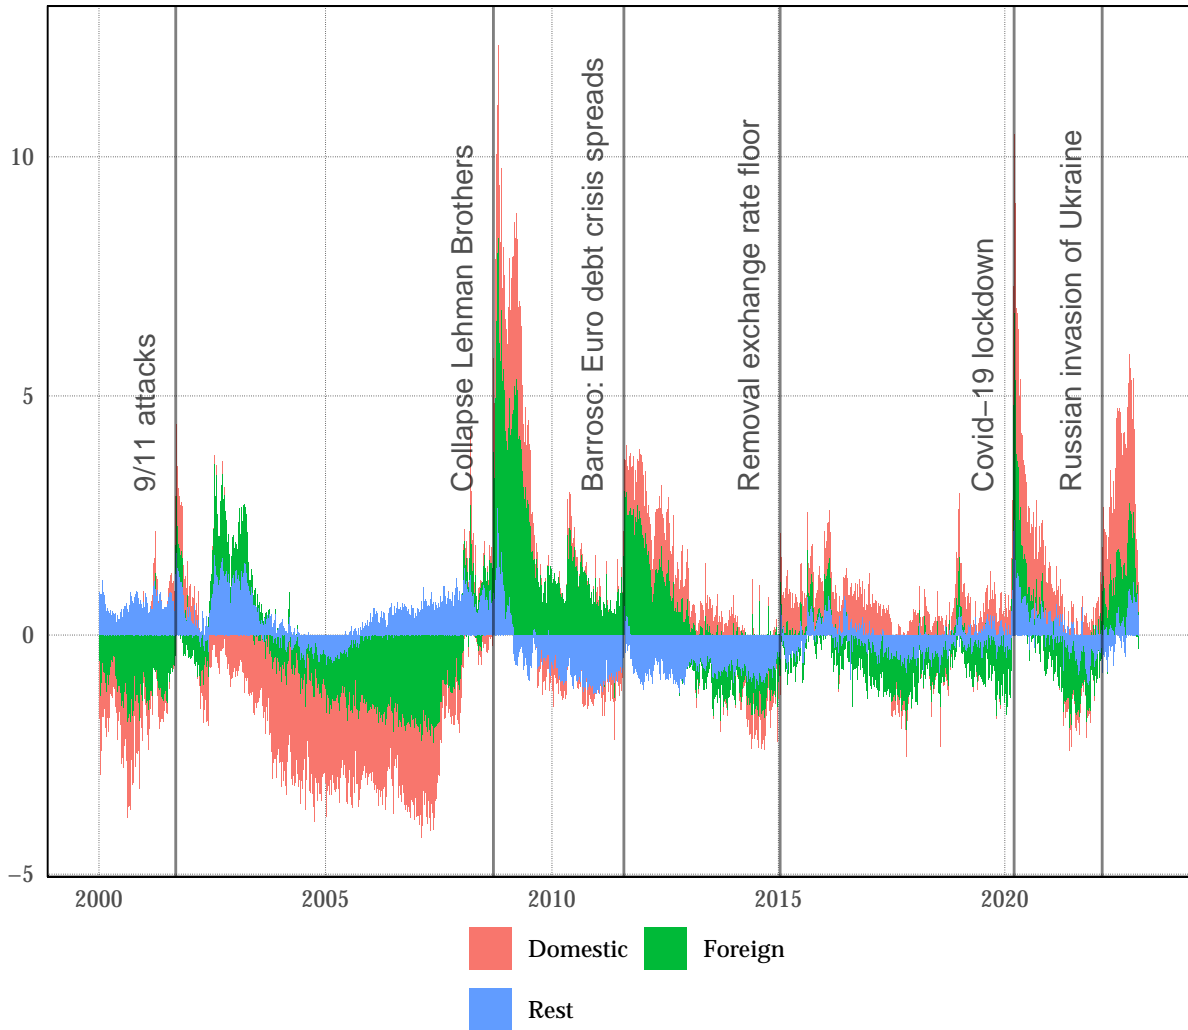 10
5
0
−5
9/11 attacks
Collapse Lehman Brothers
Barroso: Euro debt crisis spreads
Removal exchange rate floor
Covid−19 lockdown
Russian invasion of Ukraine
2000
2005
2010
2015
2020
Domestic
Foreign
Rest